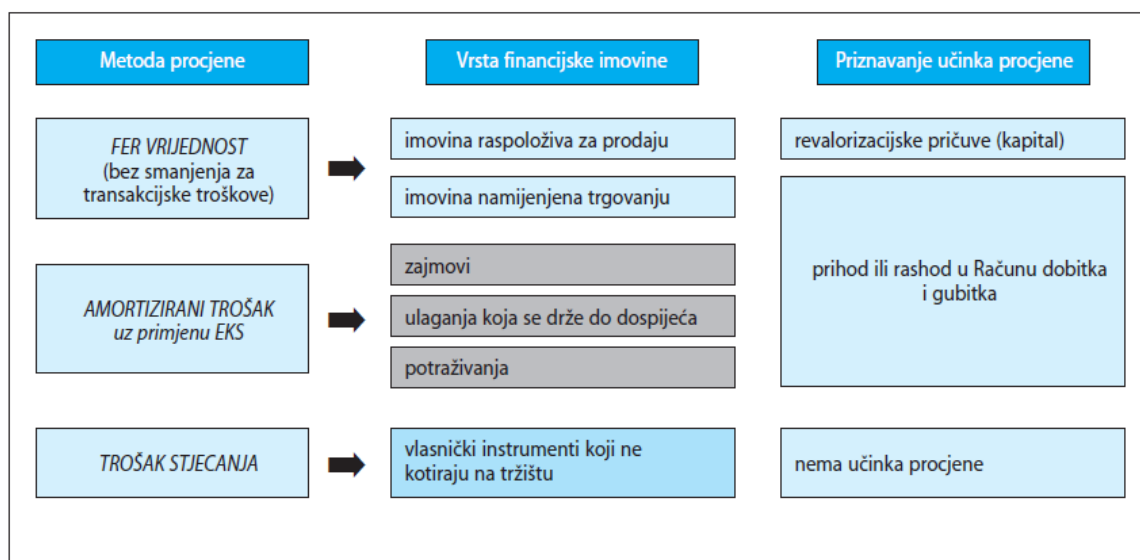 Metoda procjene
Vrsta financijske imovine
Priznavanje učinka procjene
FER VRIJEDNOST
(bez smanjenja za
transakcijske troškove)
imovina raspoloživa za prodaju
revalorizacijske pričuve (kapital)
imovina namijenjena trgovanju
prihod ili rashod u Računu dobitka
i gubitka
AMORTIZIRANI TROŠAK
uz primjenu EKS
zajmovi
ulaganja koja se drže do dospijeća
potraživanja
TROŠAK STJECANJA
vlasnički instrumenti koji ne
kotiraju na tržištu
nema učinka procjene